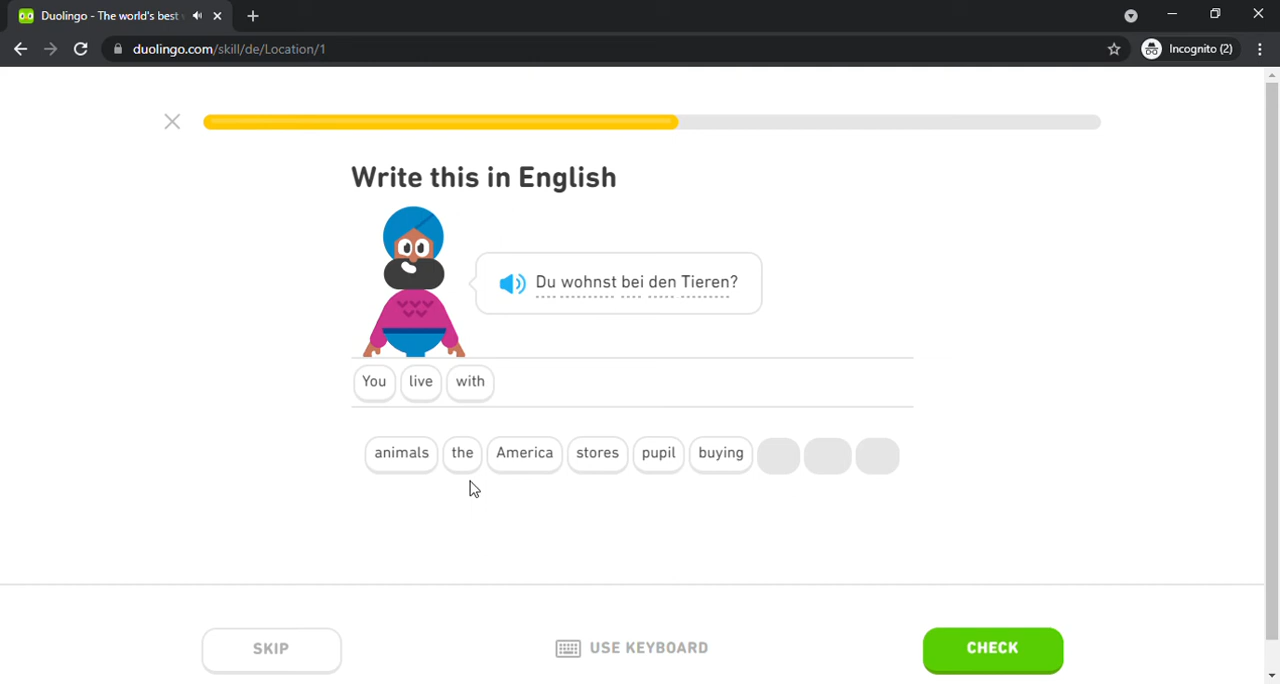 Duolingo - The world's best
duolingo.com/skill/de/Location/1
Incognito (2)
Write this in English
Du wohnst bei den Tieren?
You live with
animals the America stores pupil buying
SKIP
USE KEYBOARD
CHECK